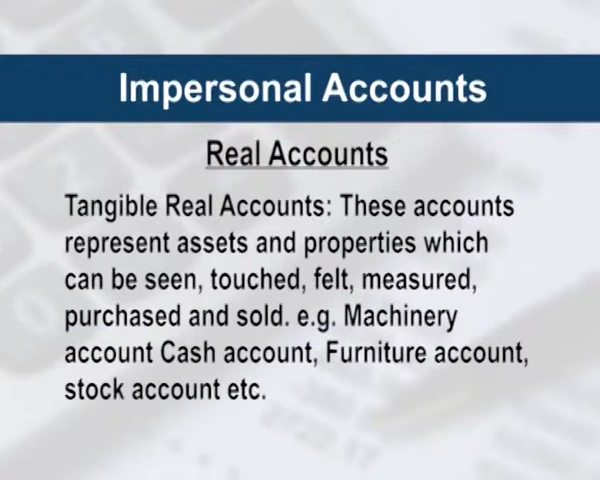 Impersonal Accounts
Real Accounts
Tangible Real Accounts: These accounts
represent assets and properties which
can be seen, touched, felt, measured,
purchased and sold. e.g. Machinery
account Cash account, Furniture account,
stock account etc.